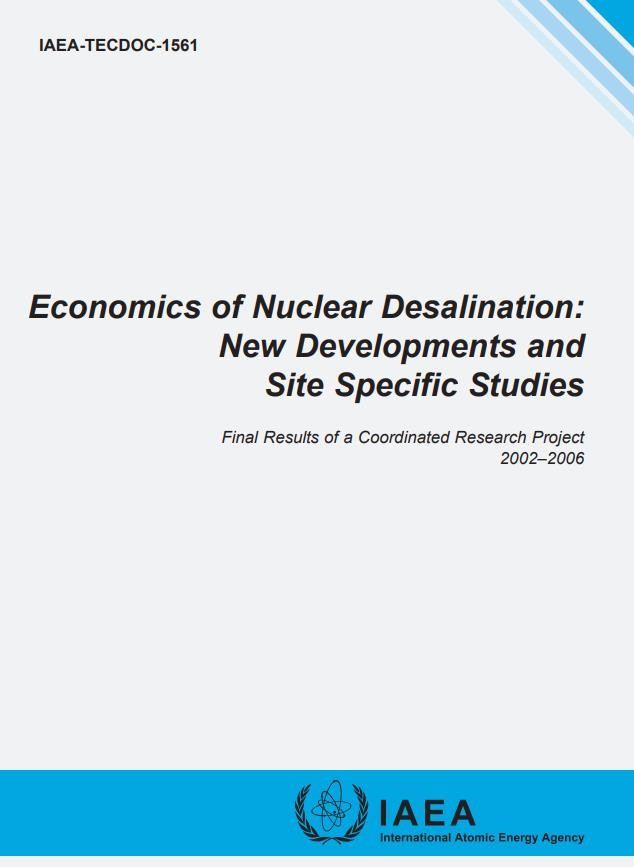 IAEA-TECDOC-1561
Economics of Nuclear Desalination:
New Developments and
Site Specific Studies
Final Results of a Coordinated Research Project
2002–2006
IAEA
International Atomic Energy Agency